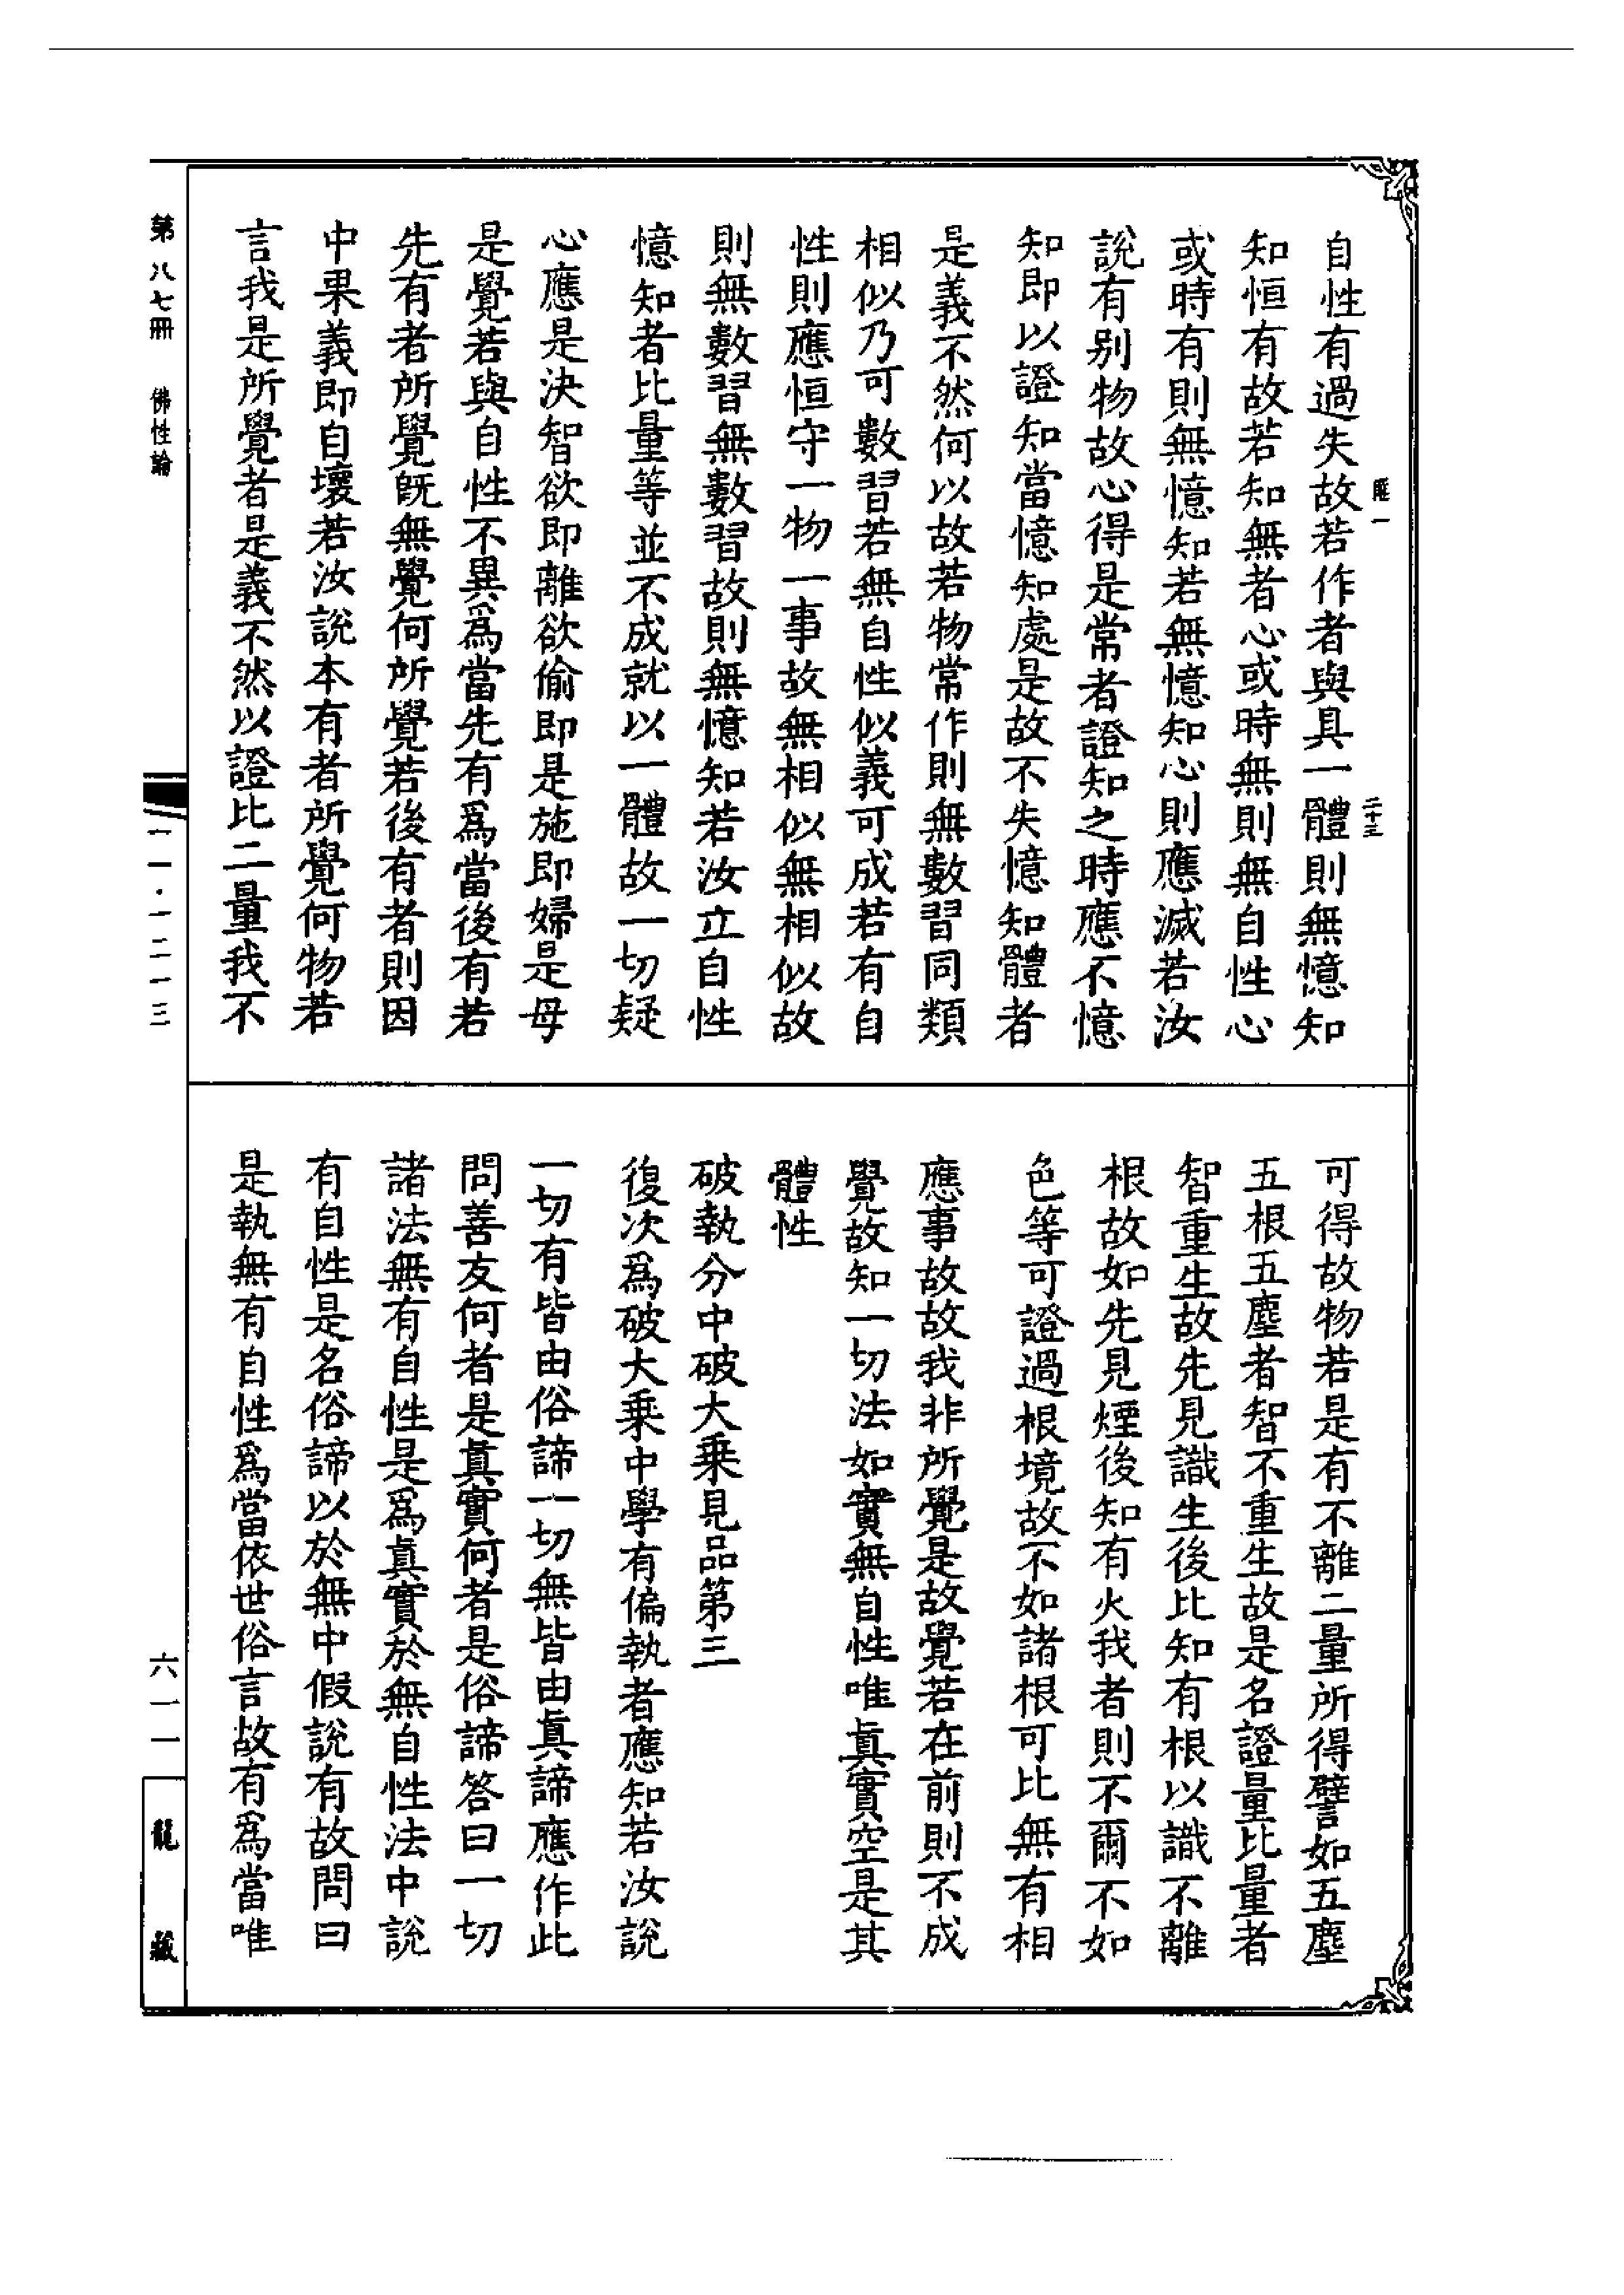 自性有過失故若作者與具一體則無憶知
知恒有故若知無者心或時無則無自性心
或時有則無憶知若無憶知心則應滅若汝
說有別物故心得是常者證知之時應不憶
知即以證知當憶知處是故不失憶知體者
是義不然何以故若物常作則無數習同類
相似乃可數習若無自性似義可成若有自
性則應恒守一物一事故無相似無相似故
則無數習無數習故則無憶知若汝立自性
憶知者比量等並不成就以一體故一切疑
心應是決智欲即離欲偷即是施即婦是母
是覺若與自性不異爲當先有爲當後有若
先有者所覺旣無覺何所覺若後有者則因
中果義即自壞若汝說本有者所覺何物若
言我是所覺者是義不然以證比二量我不
可得故物若是有不離二量所得譬如五塵
五根五塵者智不重生故是名證量比量者
智重生故先見識生後比知有根以識不離
根故如先見煙後知有火我者則不爾不如
色等可證過根境故不如諸根可比無有相
應事故故我非所覺是故覺若在前則不成
覺故知一切法如實無自性唯眞實空是其
體性
破執分中破大乘見品第三
復次爲破大乘中學有偏執者應知若汝說
一切有皆由俗諦一切無皆由眞諦應作此
問善友何者是眞實何者是俗諦答曰一切
諸法無有自性是爲眞實於無自性法中說
有自性是名俗諦以於無中假說有故問曰
是執無有自性爲當依世俗言故有爲當唯
第八七冊 佛性論
一一·一二一三
六一一
龍藏
二十三